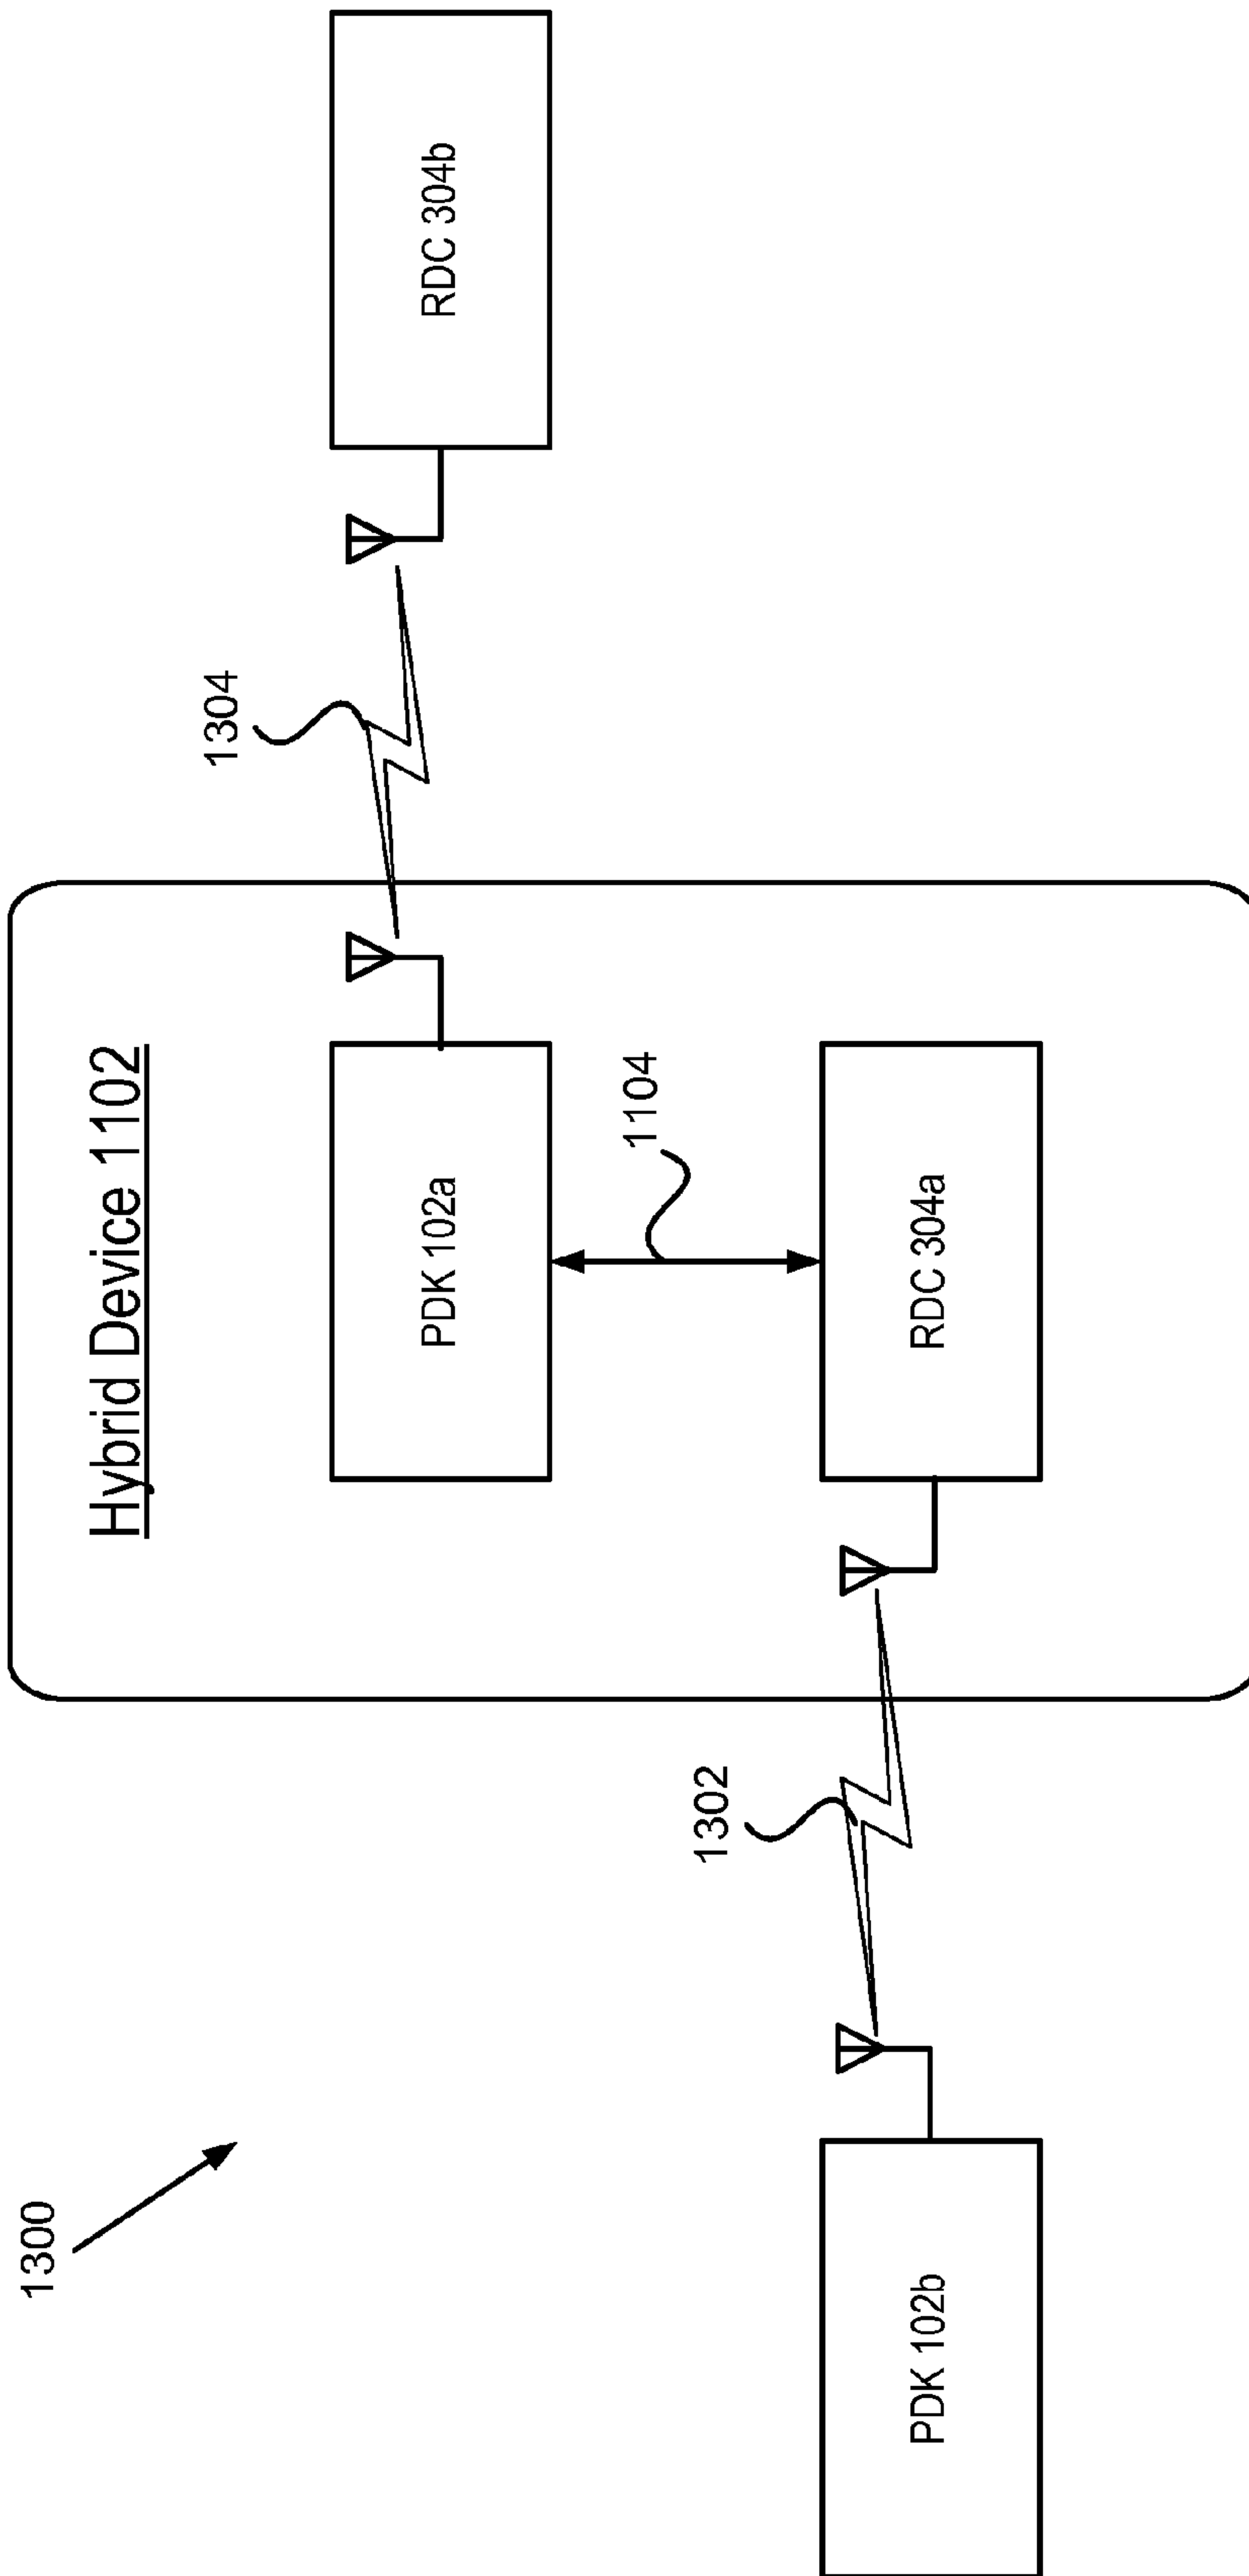 1300
Hybrid Device 1102
1304
PDK 102a
RDC 304b
1104
1302
PDK 102b
RDC 304a